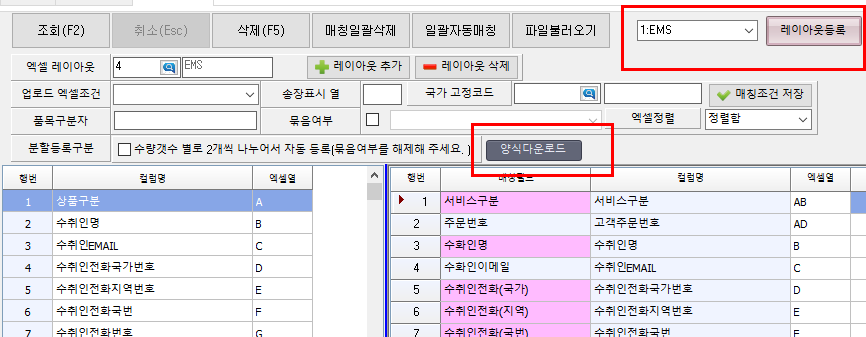 조회(F2) 취소(Esc) 삭제(F5) 매칭일괄삭제 일괄자동매칭 파일불러오기 1:EMS 레이아웃등록
엑셀 레이아웃 4 EMS 레이아웃 추가 레이아웃 삭제
업로드 엑셀조건 송장표시 열 국가 고정코드 매칭조건 저장
품목구분자 묶음여부 엑셀정렬 정렬함
분할등록구분 수량갯수 별로 2개씩 나누어서 자동 등록(묶음여부를 해제해 주세요. ) 양식다운로드
행번 컬럼명 엑셀열
1 상품구분 A
2 수취인명 B
3 수취인EMAIL C
4 수취인전화국가번호 D
5 수취인전화지역번호 E
6 수취인전화국번 F
7 수취인전화번호 G
행번 매칭필드 컬럼명 엑셀열
1 서비스구분 서비스구분 AB
2 주문번호 고객주문번호 AD
3 수화인명 수취인명 B
4 수화인이메일 수취인EMAIL C
5 수취인전화(국가) 수취인전화국가번호 D
6 수취인전화(지역) 수취인전화지역번호 E
7 수취인전화(국번) 수취인전화국번 F